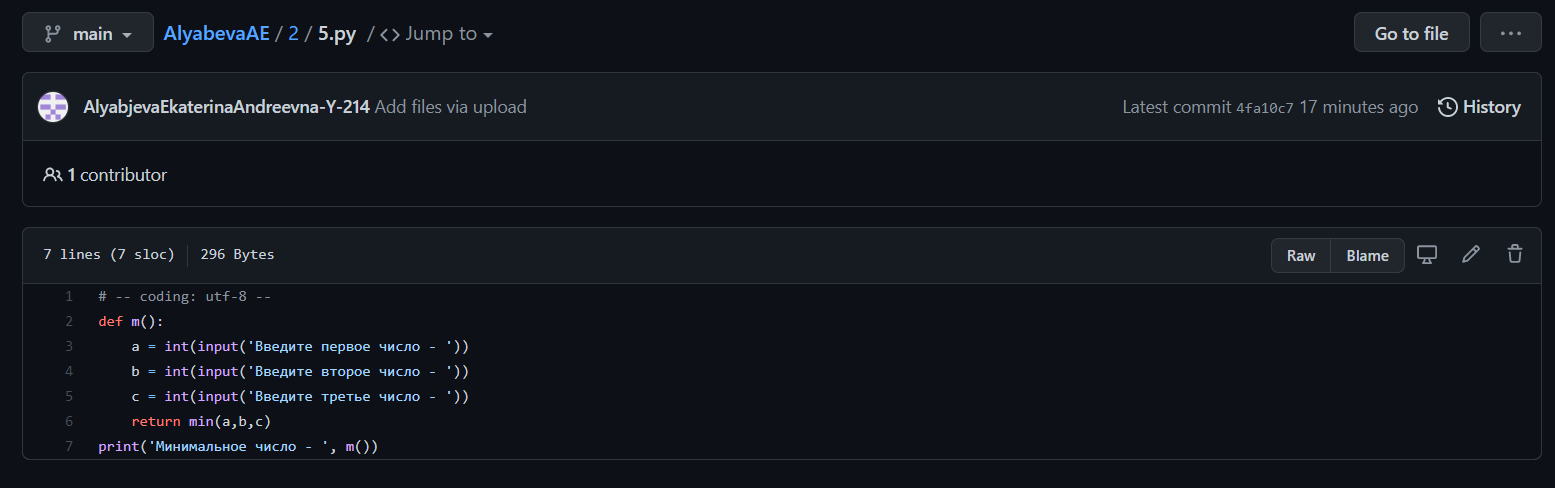 main AlyabevaAE / 2 / 5.py / <> Jump to Go to file ...
AlyabjevaEkaterinaAndreevna-Y-214 Add files via upload Latest commit 4fa10c7 17 minutes ago History
1 contributor
7 lines (7 sloc) 296 Bytes Raw Blame
1 # -- coding: utf-8 --
2 def m():
3 a = int(input('Введите первое число - '))
4 b = int(input('Введите второе число - '))
5 c = int(input('Введите третье число - '))
6 return min(a,b,c)
7 print('Минимальное число - ', m())